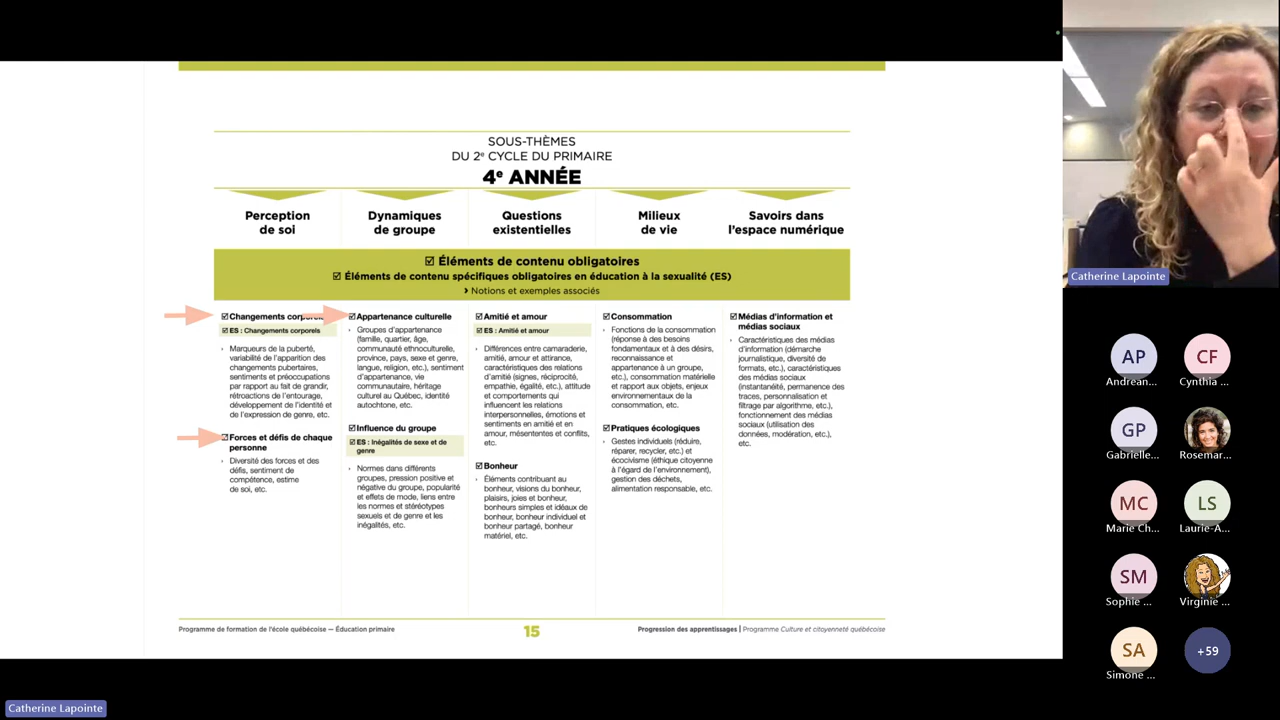 SOUS-THÈMES
DU 2e CYCLE DU PRIMAIRE
4e ANNÉE
Perception
de soi
Dynamiques
de groupe
Questions
existentielles
Milieux
de vie
Savoirs dans
l'espace numérique
☑ Éléments de contenu obligatoires
☑ Éléments de contenu spécifiques obligatoires en éducation à la sexualité (ES)
› Notions et exemples associés
☑ Changements corporels
☑ ES : Changements corporels
› Marqueurs de la puberté,
variabilité de l'apparition des
changements pubertaires,
sentiments et préoccupations
par rapport au fait de grandir,
rétroactions de l'entourage,
développement de l'identité et
de l'expression de genre, etc.
☑ Forces et défis de chaque
personne
› Diversité des forces et des
défis, sentiment de
compétence, estime
de soi, etc.
☑ Appartenance culturelle
› Groupes d'appartenance
(famille, quartier, âge,
communauté ethnoculturelle,
province, pays, sexe et genre,
langue, religion, etc.), sentiment
d'appartenance, vie
communautaire, héritage
culturel au Québec, identité
autochtone, etc.
☑ Influence du groupe
☑ ES : Inégalités de sexe et de
genre
› Normes dans différents
groupes, pression positive et
négative du groupe, popularité
et effets de mode, liens entre
les normes et stéréotypes
sexuels et de genre et les
inégalités, etc.
☑ Amitié et amour
☑ ES : Amitié et amour
› Différences entre camaraderie,
amitié, amour et attirance,
caractéristiques des relations
d'amitié (signes, réciprocité,
empathie, égalité, etc.), attitude
et comportements qui
influencent les relations
interpersonnelles, émotions et
sentiments en amitié et en
amour, mésententes et conflits,
etc.
☑ Bonheur
› Éléments contribuant au
bonheur, visions du bonheur,
plaisirs, joies et bonheur,
bonheurs simples et idéaux de
bonheur, bonheur individuel et
bonheur partagé, bonheur
matériel, etc.
☑ Consommation
› Fonctions de la consommation
(réponse à des besoins
fondamentaux et à des désirs,
reconnaissance et
appartenance à un groupe,
etc.), consommation matérielle
et rapport aux objets, enjeux
environnementaux de la
consommation, etc.
☑ Pratiques écologiques
› Gestes individuels (réduire,
réparer, recycler, etc.) et
écocivisme (éthique citoyenne
à l'égard de l'environnement),
gestion des déchets,
alimentation responsable, etc.
☑ Médias d'information et
médias sociaux
› Caractéristiques des médias
d'information (démarche
journalistique, diversité de
formats, etc.), caractéristiques
des médias sociaux
(instantanéité, permanence des
traces, personnalisation et
filtrage par algorithme, etc.),
fonctionnement des médias
sociaux (utilisation des
données, modération, etc.),
etc.
Programme de formation de l'école québécoise — Éducation primaire
15
Progression des apprentissages | Programme Culture et citoyenneté québécoise
Catherine Lapointe
AP
Andréan...
CF
Cynthia ...
GP
Gabrielle...
Rosemar...
MC
Marie Ch...
LS
Laurie-A...
SM
Sophie ...
Virginie ...
SA
Simone ...
+59
Catherine Lapointe